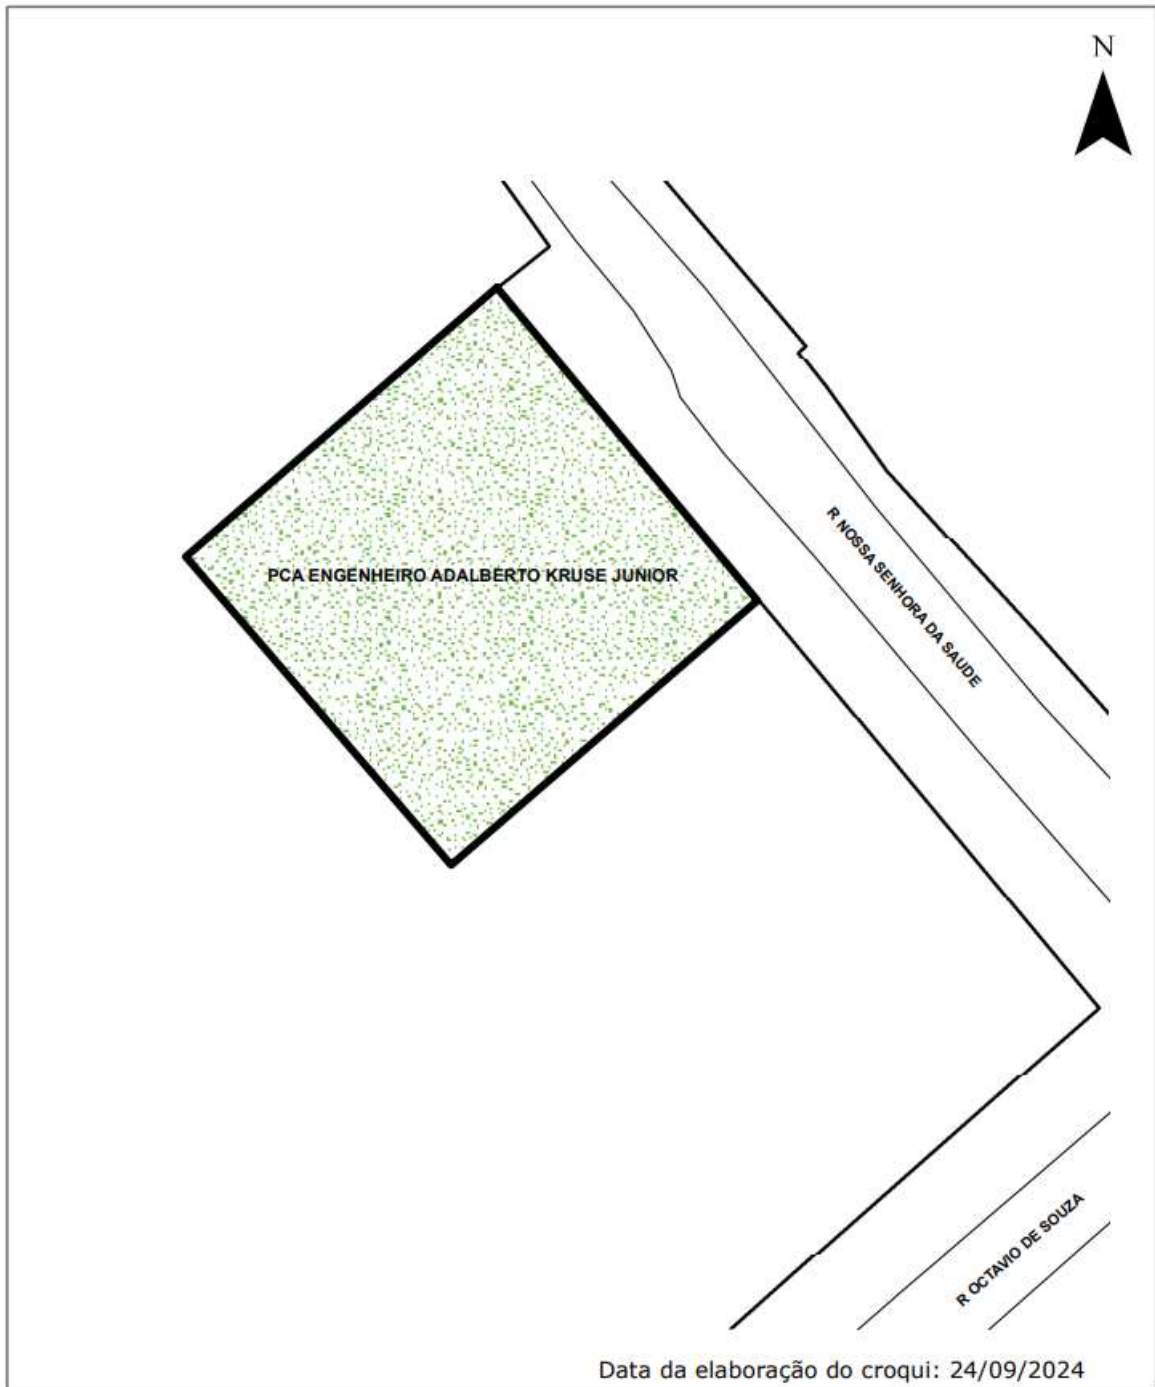 N
PCA ENGENHEIRO ADALBERTO KRUSE JUNIOR
R NOSSA SENHORA DA SAUDE
R OCTAVIO DE SOUZA
Data da elaboração do croqui: 24/09/2024